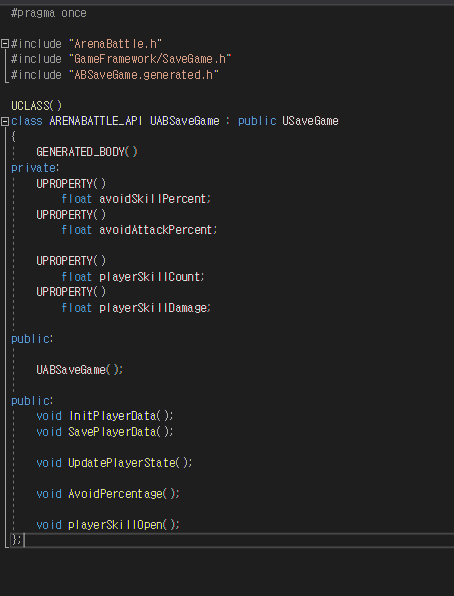 #pragma once
#include "ArenaBattle.h"
#include "GameFramework/SaveGame.h"
#include "ABSaveGame.generated.h"
UCLASS()
class ARENABATTLE_API UABSaveGame : public USaveGame
{
GENERATED_BODY()
private:
UPROPERTY()
float avoidSkillPercent;
UPROPERTY()
float avoidAttackPercent;
UPROPERTY()
float playerSkillCount;
UPROPERTY()
float playerSkillDamage;
public:
UABSaveGame();
public:
void InitPlayerData();
void SavePlayerData();
void UpdatePlayerState();
void AvoidPercentage();
void playerSkillOpen();
};